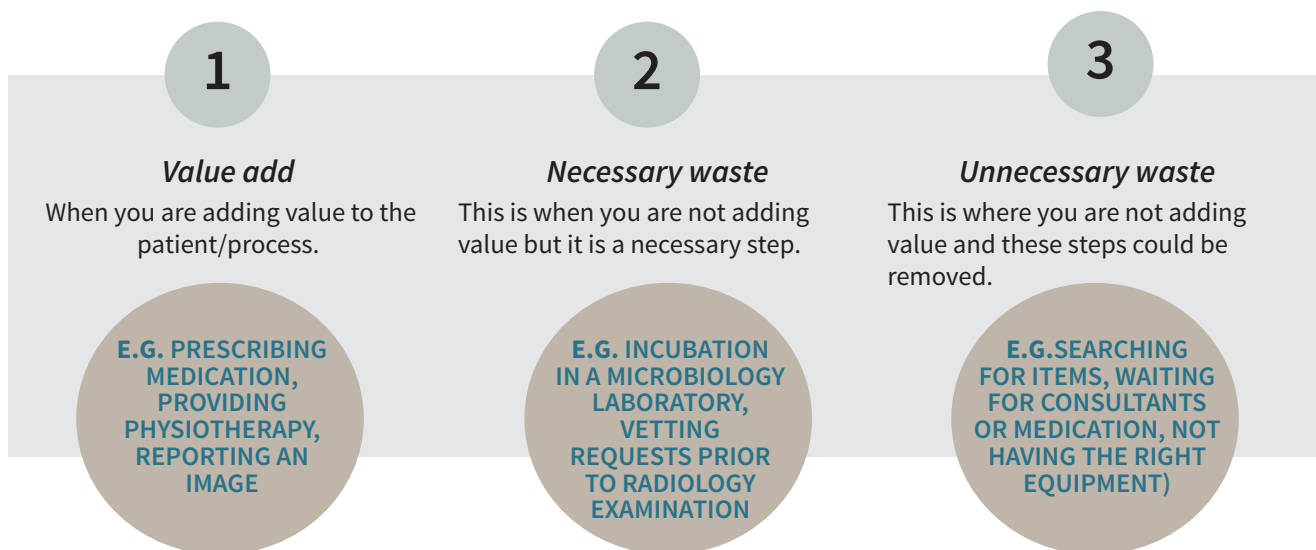 1
Value add
When you are adding value to the
patient/process.
E.G. PRESCRIBING
MEDICATION,
PROVIDING
PHYSIOTHERAPY,
REPORTING AN
IMAGE
2
Necessary waste
This is when you are not adding
value but it is a necessary step.
E.G. INCUBATION
IN A MICROBIOLOGY
LABORATORY,
VETTING
REQUESTS PRIOR
TO RADIOLOGY
EXAMINATION
3
Unnecessary waste
This is where you are not adding
value and these steps could be
removed.
E.G.SEARCHING
FOR ITEMS, WAITING
FOR CONSULTANTS
OR MEDICATION, NOT
HAVING THE RIGHT
EQUIPMENT)